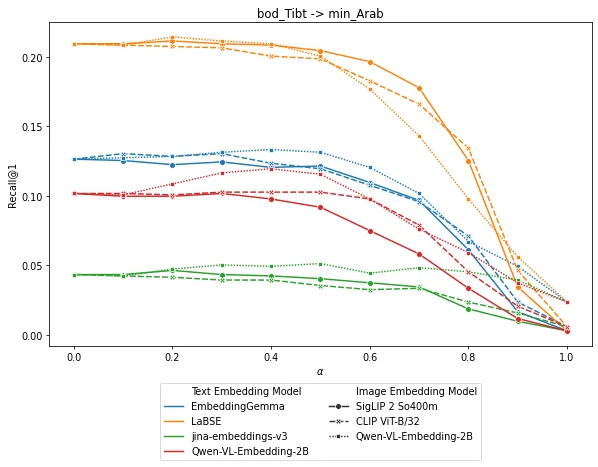 bod_Tibt -> min_Arab
Recall@1
0.20
0.15
0.10
0.05
0.00
0.0 0.2 0.4 0.6 0.8 1.0
α
Text Embedding Model
EmbeddingGemma
LaBSE
jina-embeddings-v3
Qwen-VL-Embedding-2B
Image Embedding Model
SigLIP 2 So400m
CLIP ViT-B/32
Qwen-VL-Embedding-2B